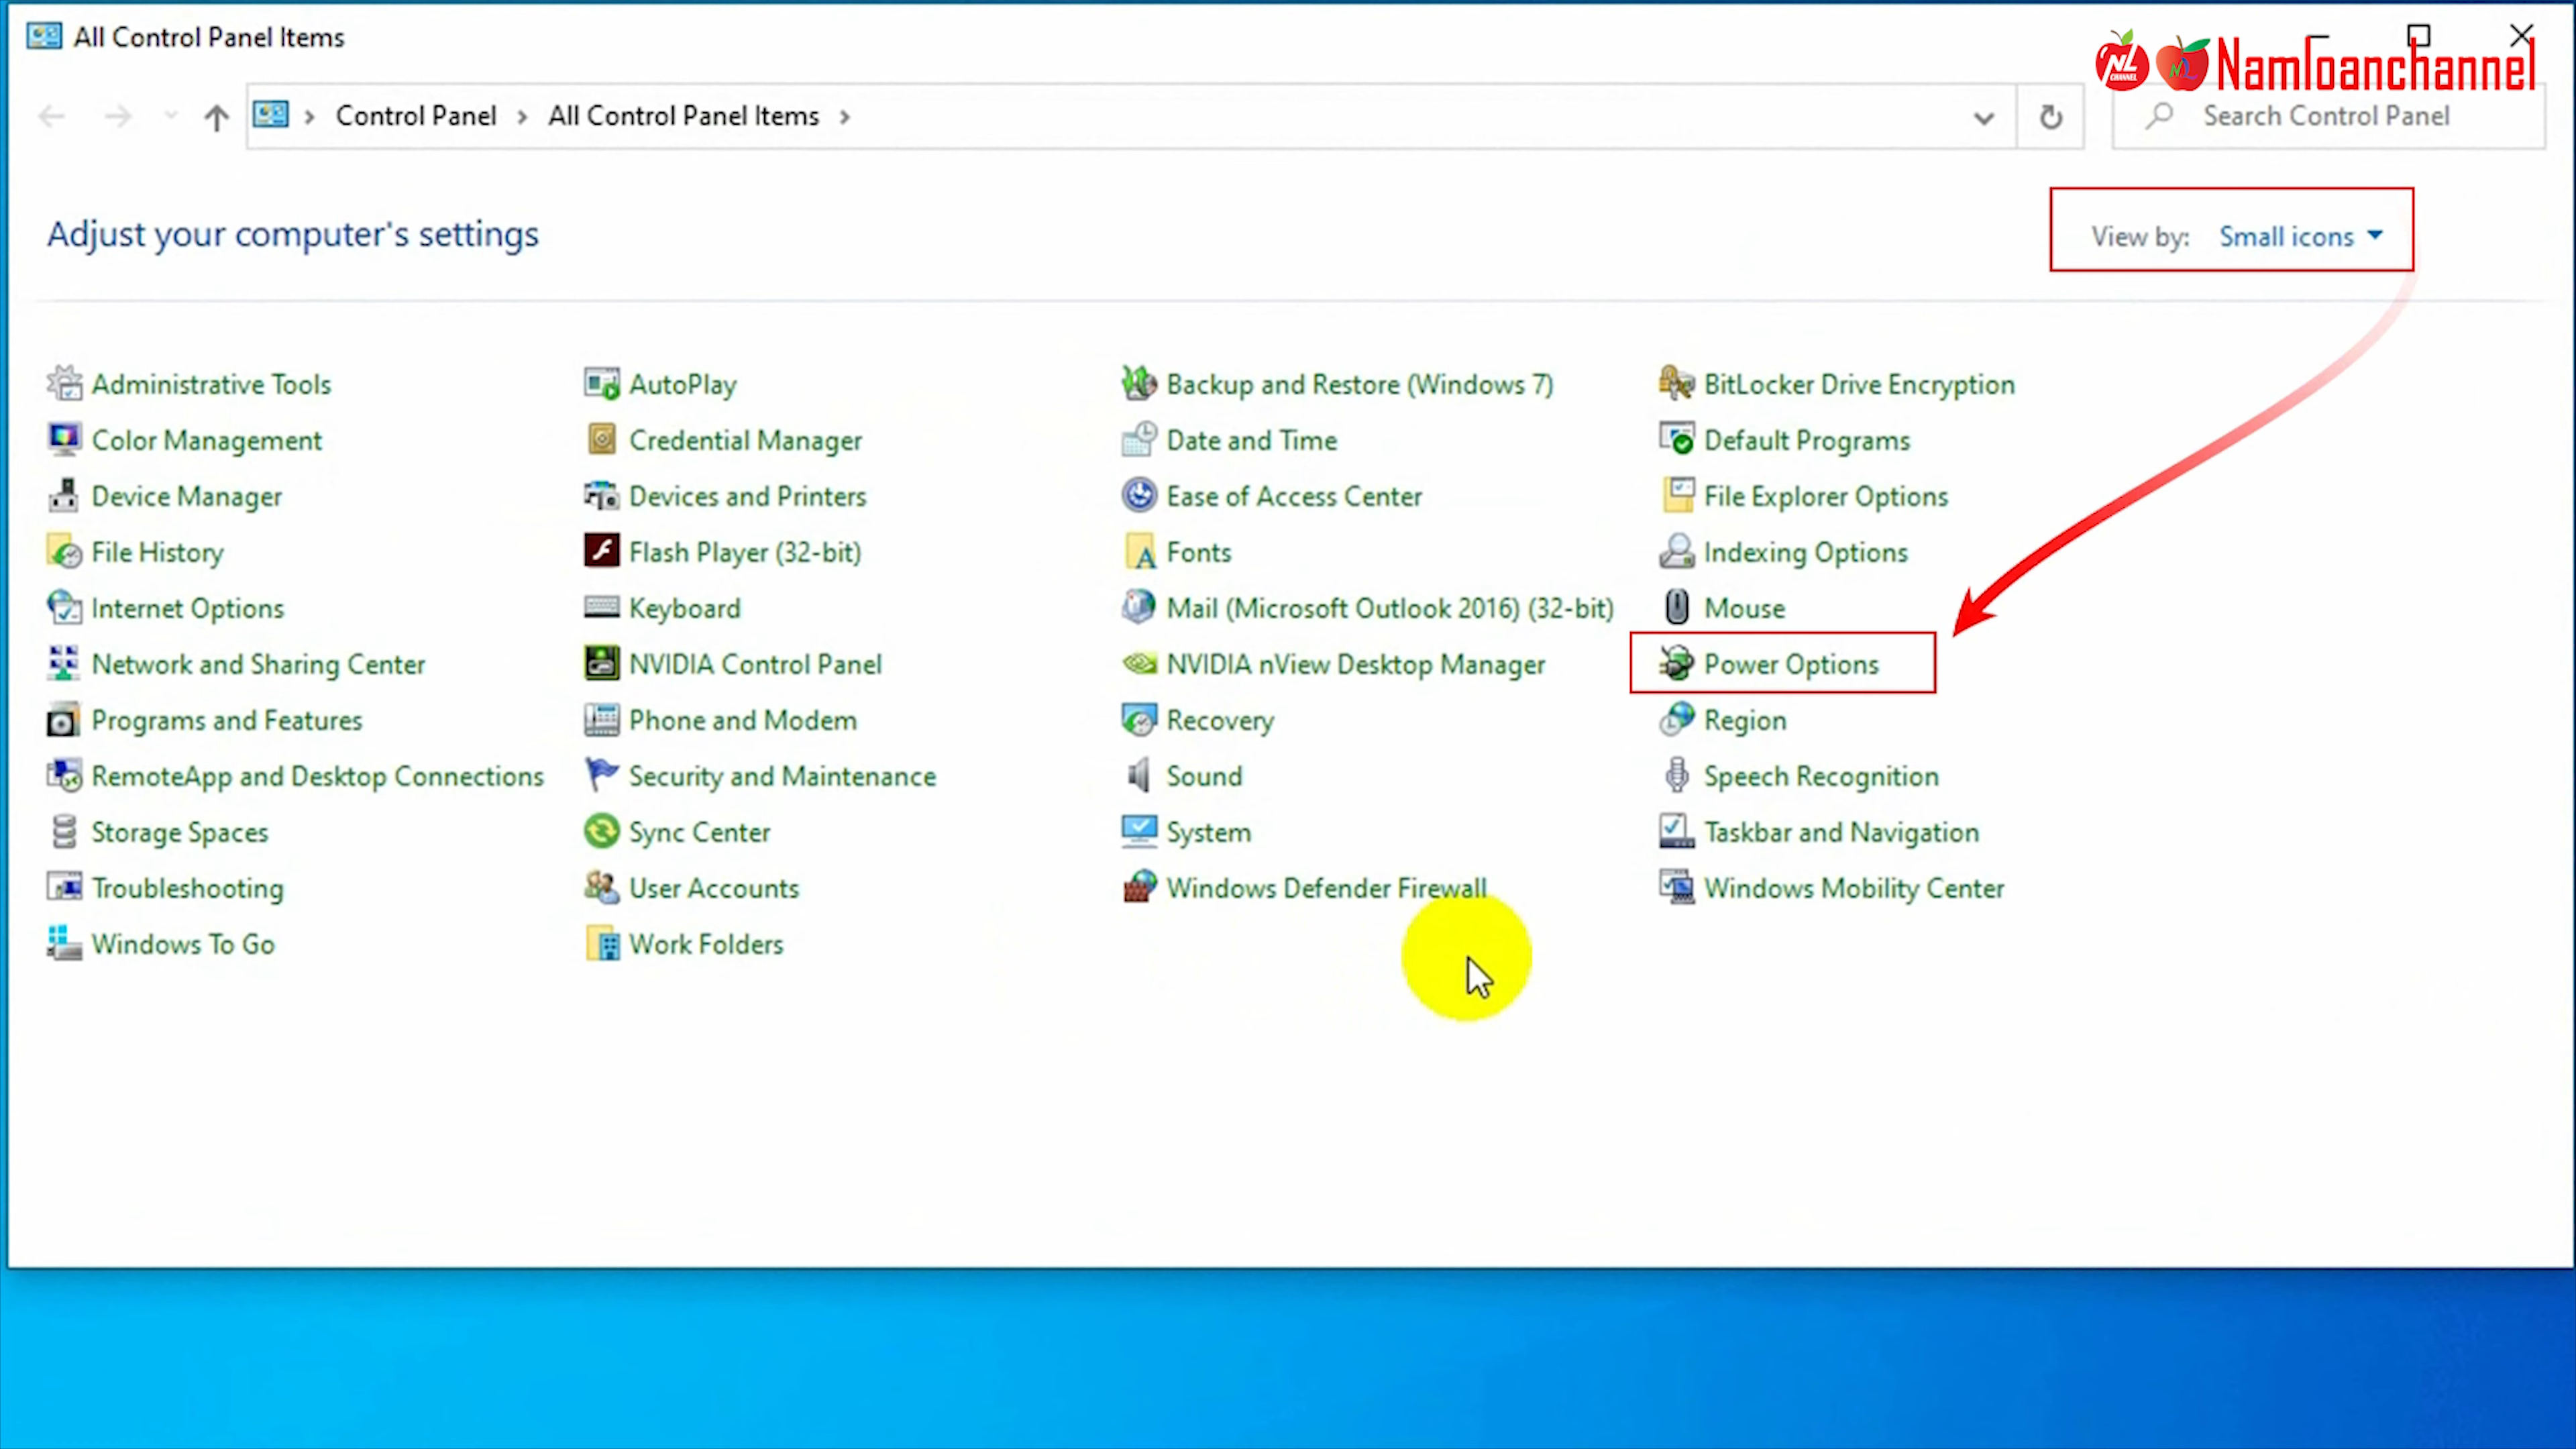 All Control Panel Items
NL CHANNEL NL Namloanchannel
Control Panel All Control Panel Items
Search Control Panel
Adjust your computer's settings
View by: Small icons
Administrative Tools
AutoPlay
Backup and Restore (Windows 7)
BitLocker Drive Encryption
Color Management
Credential Manager
Date and Time
Default Programs
Device Manager
Devices and Printers
Ease of Access Center
File Explorer Options
File History
Flash Player (32-bit)
Fonts
Indexing Options
Internet Options
Keyboard
Mail (Microsoft Outlook 2016) (32-bit)
Mouse
Network and Sharing Center
NVIDIA Control Panel
NVIDIA nView Desktop Manager
Power Options
Programs and Features
Phone and Modem
Recovery
Region
RemoteApp and Desktop Connections
Security and Maintenance
Sound
Speech Recognition
Storage Spaces
Sync Center
System
Taskbar and Navigation
Troubleshooting
User Accounts
Windows Defender Firewall
Windows Mobility Center
Windows To Go
Work Folders